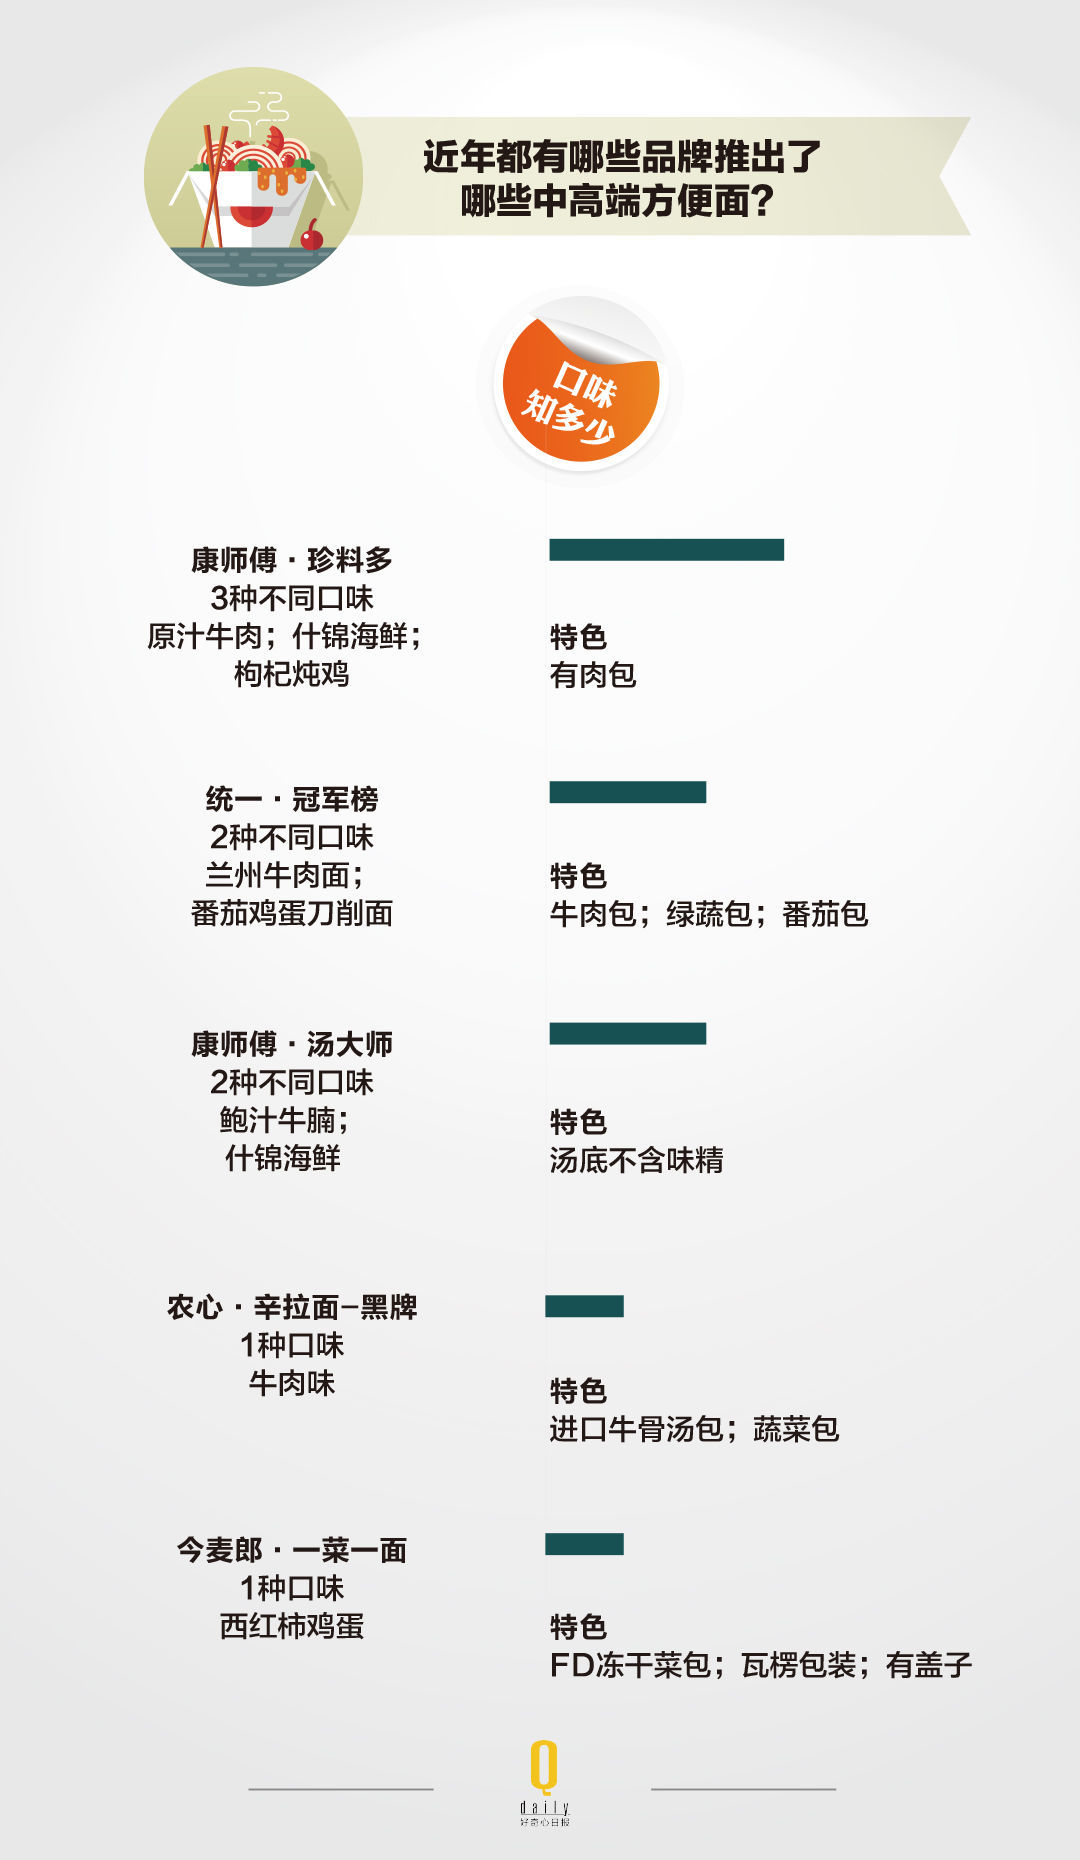 近年都有哪些品牌推出了
哪些中高端方便面？
口味
知多少
康师傅·珍料多
3种不同口味
原汁牛肉；什锦海鲜；
枸杞炖鸡
特色
有肉包
统一·冠军榜
2种不同口味
兰州牛肉面；
番茄鸡蛋刀削面
特色
牛肉包；绿蔬包；番茄包
康师傅·汤大师
2种不同口味
鲍汁牛腩；
什锦海鲜
特色
汤底不含味精
农心·辛拉面-黑牌
1种口味
牛肉味
特色
进口牛骨汤包；蔬菜包
今麦郎·一菜一面
1种口味
西红柿鸡蛋
特色
FD冻干菜包；瓦楞包装；有盖子
Q
daily
好奇心日报